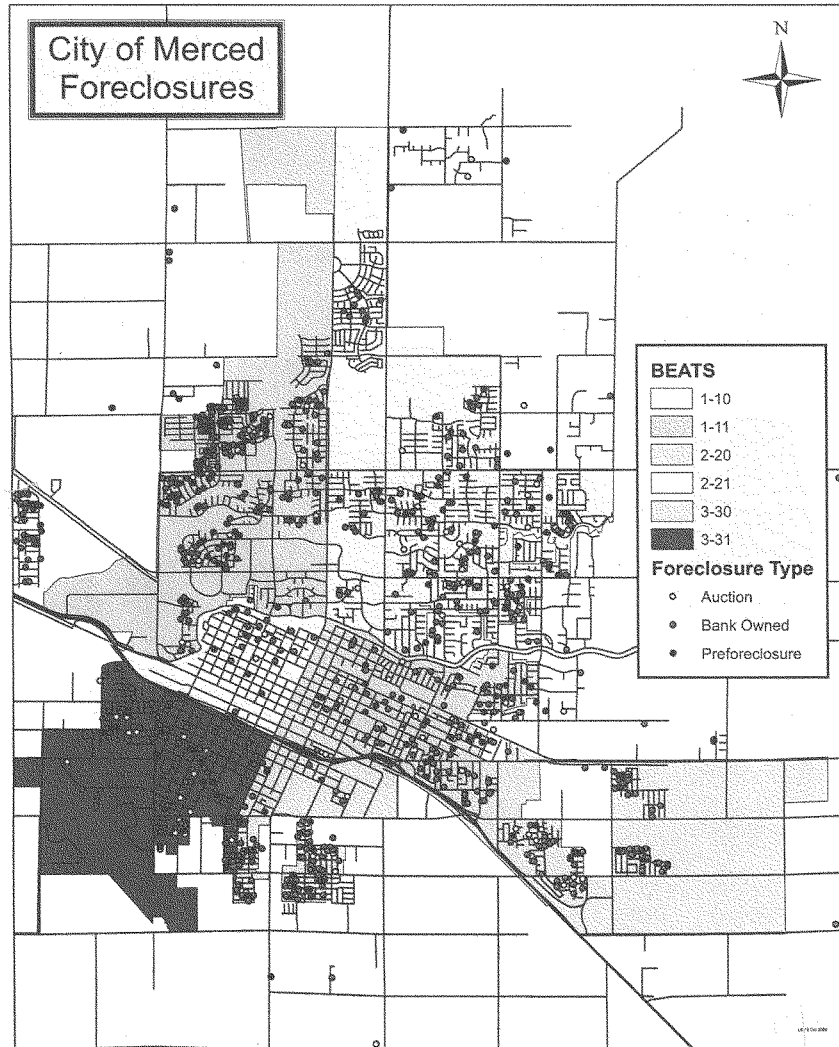 City of Merced
Foreclosures
N
BEATS
1-10
1-11
2-20
2-21
3-30
3-31
Foreclosure Type
Auction
Bank Owned
Preforeclosure